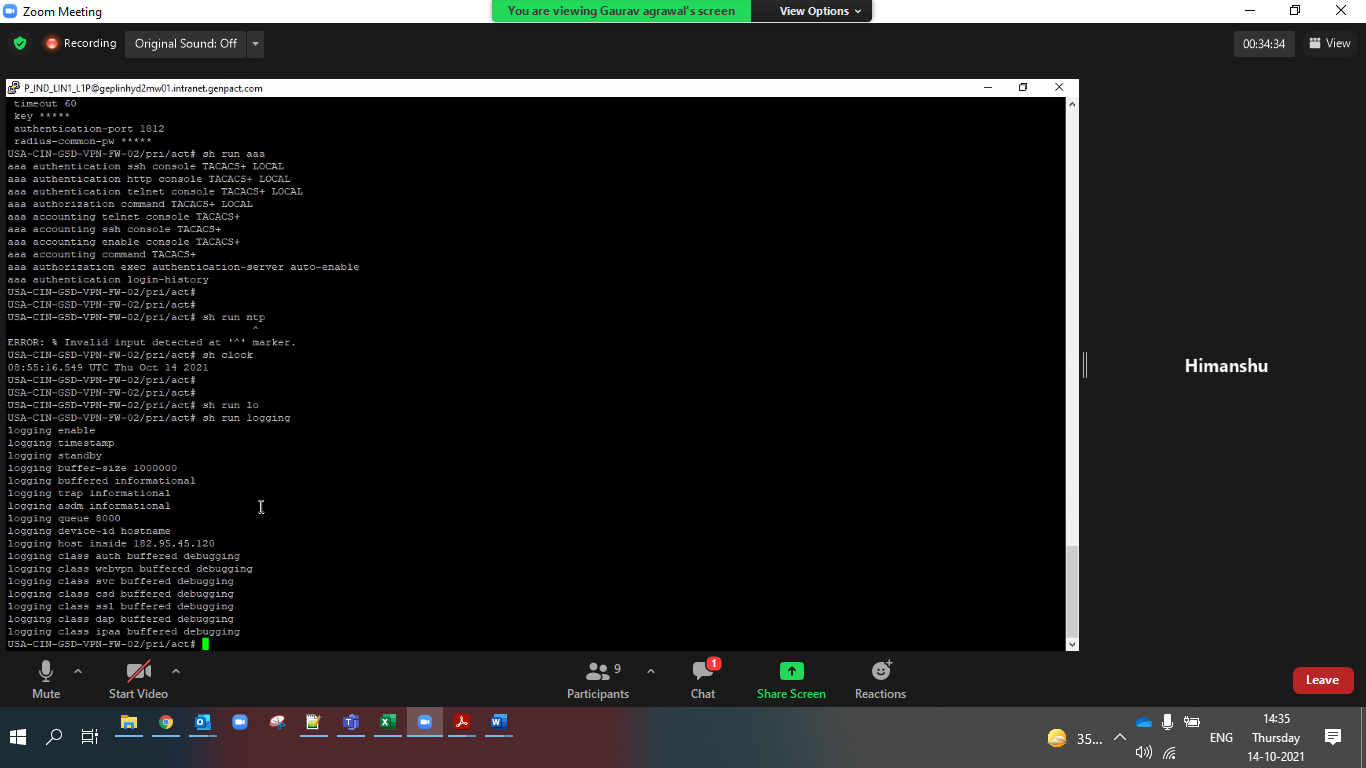 Zoom Meeting
You are viewing Gaurav agrawal's screen
View Options
Recording
Original Sound: Off
00:34:34
View
P_IND_LIN1_L1P@geplinhyd2mw01.intranet.genpact.com
timeout 60
key *****
authentication-port 1812
radius-common-pw *****
USA-CIN-GSD-VPN-FW-02/pri/act# sh run aaa
aaa authentication ssh console TACACS+ LOCAL
aaa authentication http console TACACS+ LOCAL
aaa authentication telnet console TACACS+ LOCAL
aaa authorization command TACACS+ LOCAL
aaa accounting telnet console TACACS+
aaa accounting ssh console TACACS+
aaa accounting enable console TACACS+
aaa accounting command TACACS+
aaa authorization exec authentication-server auto-enable
aaa authentication login-history
USA-CIN-GSD-VPN-FW-02/pri/act#
USA-CIN-GSD-VPN-FW-02/pri/act#
USA-CIN-GSD-VPN-FW-02/pri/act# sh run ntp
^
ERROR: % Invalid input detected at '^' marker.
USA-CIN-GSD-VPN-FW-02/pri/act# sh clock
08:55:16.549 UTC Thu Oct 14 2021
USA-CIN-GSD-VPN-FW-02/pri/act#
USA-CIN-GSD-VPN-FW-02/pri/act#
USA-CIN-GSD-VPN-FW-02/pri/act# sh run lo
USA-CIN-GSD-VPN-FW-02/pri/act# sh run logging
logging enable
logging timestamp
logging standby
logging buffer-size 1000000
logging buffered informational
logging trap informational
logging asdm informational
logging queue 8000
logging device-id hostname
logging host inside 182.95.45.120
logging class auth buffered debugging
logging class webvpn buffered debugging
logging class svc buffered debugging
logging class csd buffered debugging
logging class ssl buffered debugging
logging class dap buffered debugging
logging class ipaa buffered debugging
USA-CIN-GSD-VPN-FW-02/pri/act#
Himanshu
Mute
Start Video
9
Participants
1
Chat
Share Screen
Reactions
Leave
35...
ENG
14:35
Thursday
14-10-2021